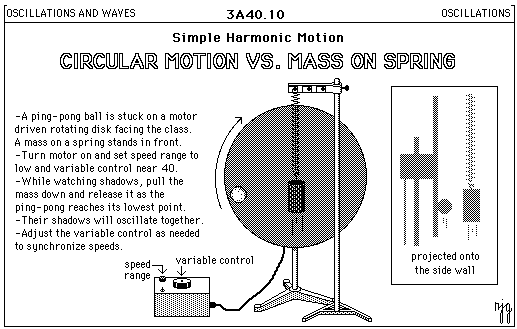 OSCILLATIONS AND WAVES
3A40.10
OSCILLATIONS
Simple Harmonic Motion
CIRCULAR MOTION VS. MASS ON SPRING
-A ping-pong ball is stuck on a motor
driven rotating disk facing the class.
A mass on a spring stands in front.
-Turn motor on and set speed range to
low and variable control near 40.
-While watching shadows, pull the
mass down and release it as the
ping-pong reaches its lowest point.
-Their shadows will oscillate together.
-Adjust the variable control as needed
to synchronize speeds.
speed
range
variable control
projected onto
the side wall
njg